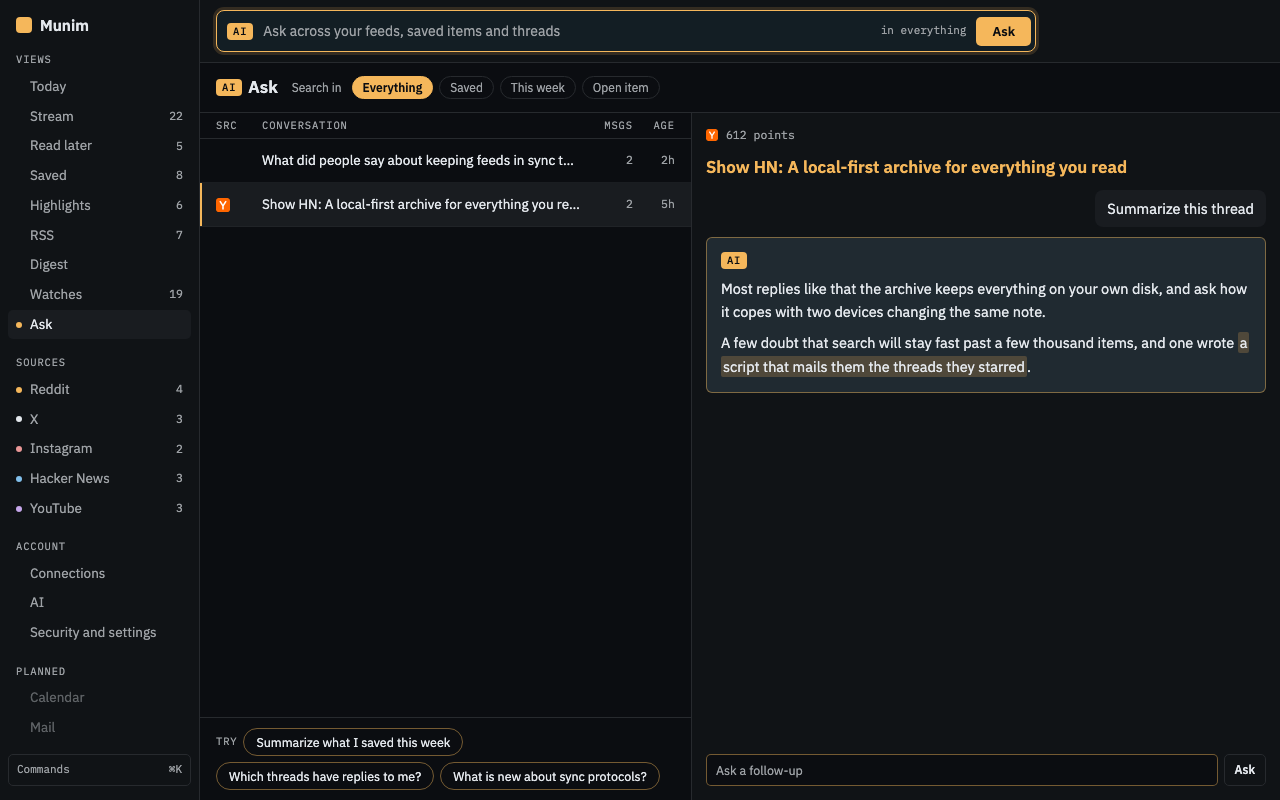 Munim
VIEWS
Today
Stream 22
Read later 5
Saved 8
Highlights 6
RSS 7
Digest
Watches 19
Ask
SOURCES
Reddit 4
X 3
Instagram 2
Hacker News 3
YouTube 3
ACCOUNT
Connections
AI
Security and settings
PLANNED
Calendar
Mail
Commands ⌘K
AI Ask across your feeds, saved items and threads in everything Ask
AI Ask Search in Everything Saved This week Open item
SRC CONVERSATION MSGS AGE
What did people say about keeping feeds in sync t... 2 2h
Y Show HN: A local-first archive for everything you re... 2 5h
TRY Summarize what I saved this week
Which threads have replies to me? What is new about sync protocols?
Y 612 points
Show HN: A local-first archive for everything you read
Summarize this thread
AI
Most replies like that the archive keeps everything on your own disk, and ask how
it copes with two devices changing the same note.
A few doubt that search will stay fast past a few thousand items, and one wrote a
script that mails them the threads they starred.
Ask a follow-up Ask